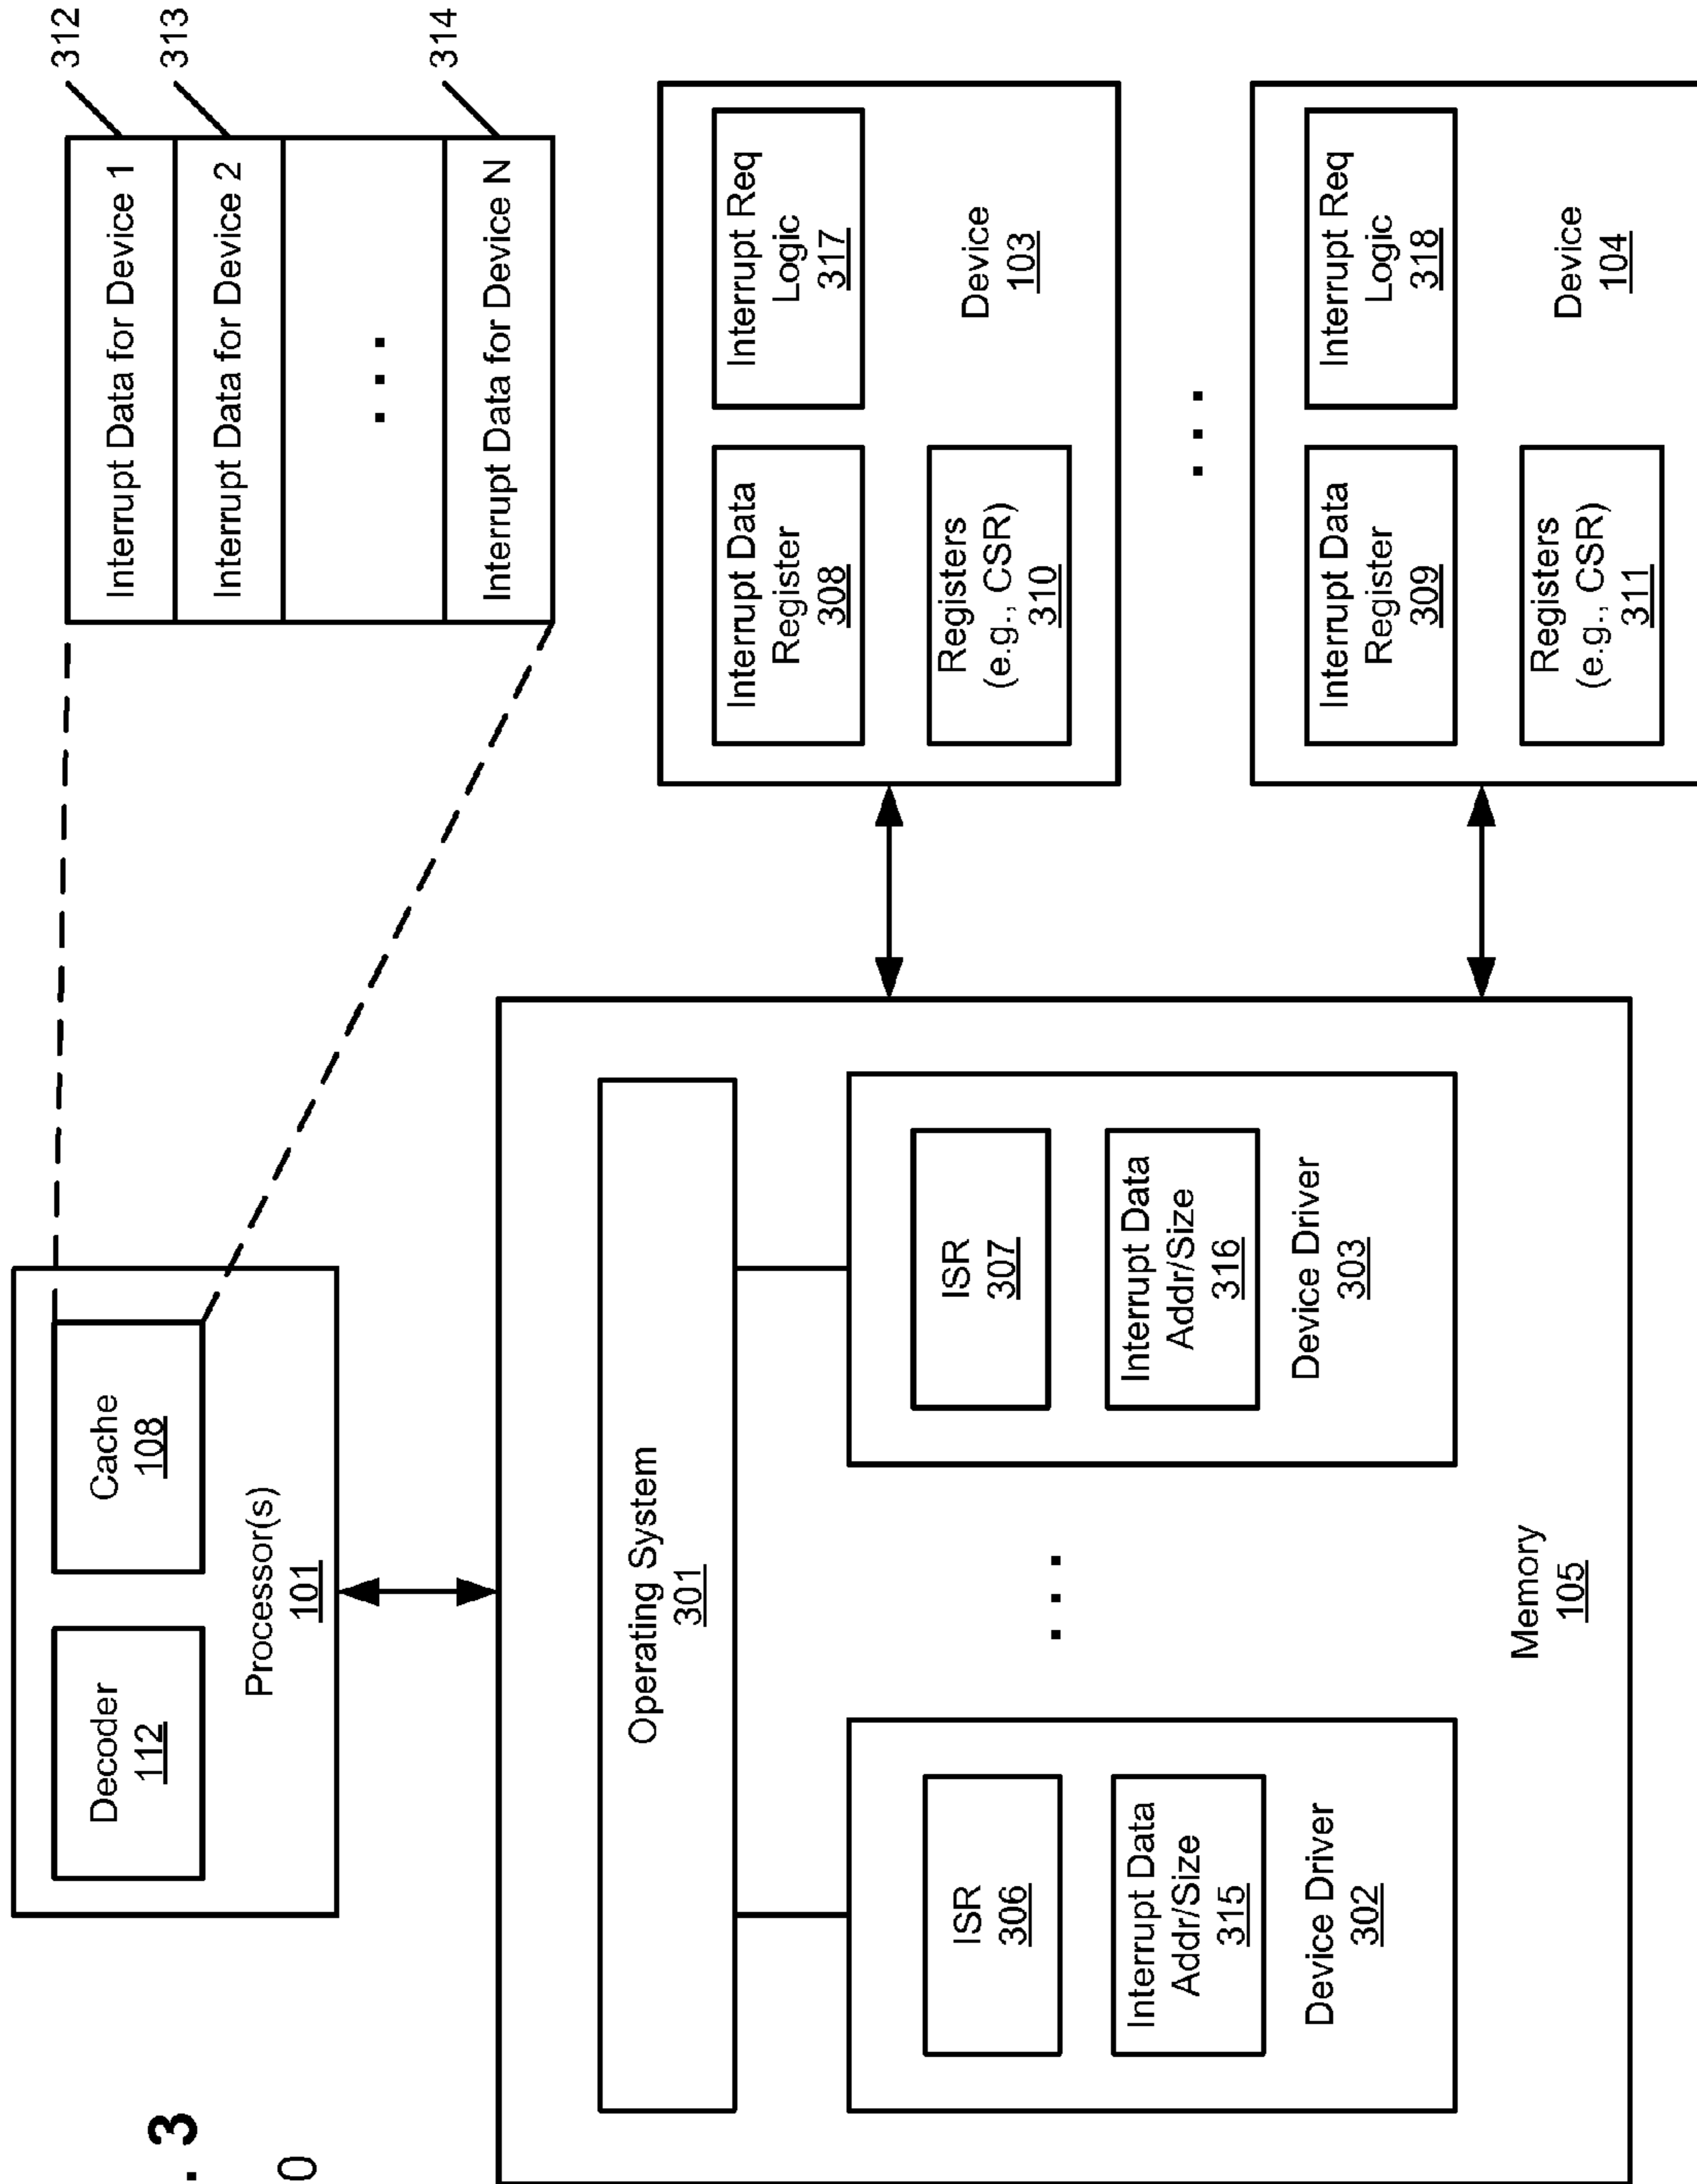 Decoder
112
Cache
108
Processor(s)
101
Interrupt Data for Device 1
312
Interrupt Data for Device 2
313
. . .
Interrupt Data for Device N
314
. 3
0
Operating System
301
ISR
306
Interrupt Data
Addr/Size
315
Device Driver
302
. . .
ISR
307
Interrupt Data
Addr/Size
316
Device Driver
303
Memory
105
Interrupt Data
Register
308
Interrupt Req
Logic
317
Registers
(e.g., CSR)
310
Device
103
. . .
Interrupt Data
Register
309
Interrupt Req
Logic
318
Registers
(e.g., CSR)
311
Device
104